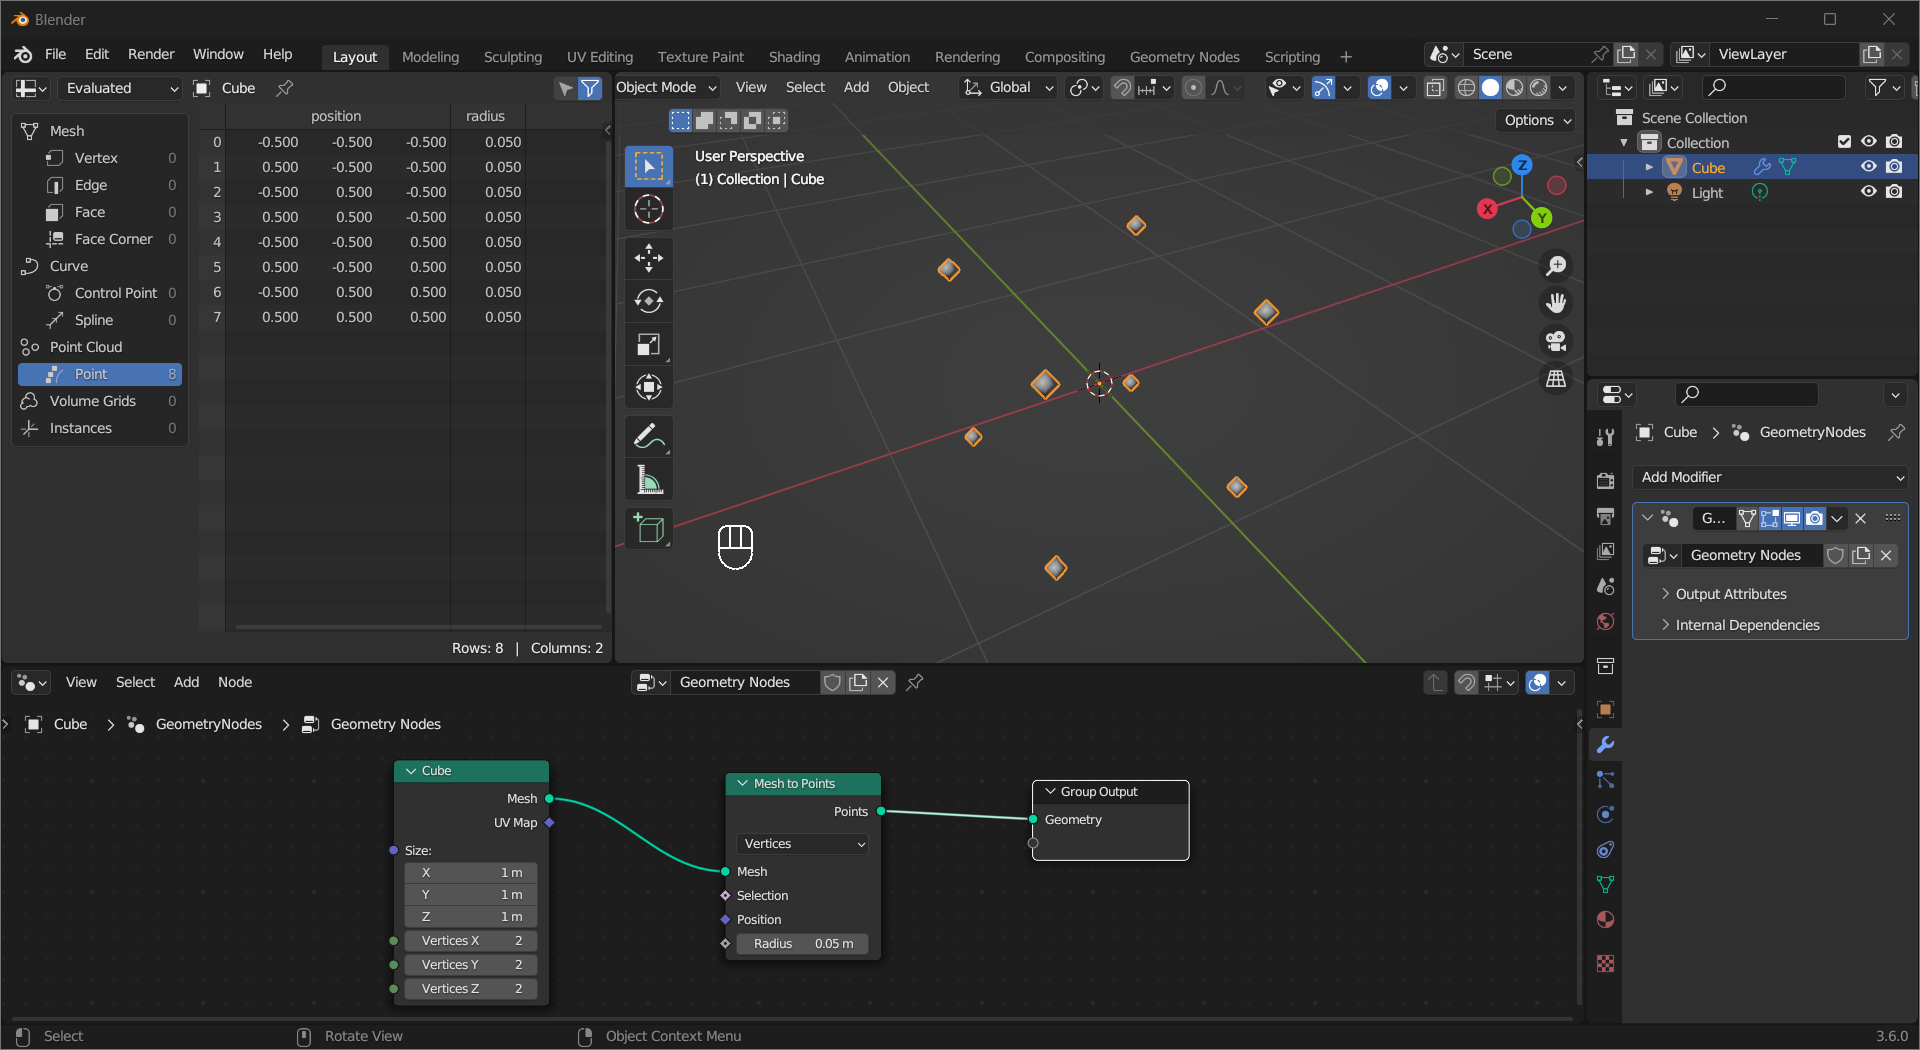 Blender
File Edit Render Window Help
Layout Modeling Sculpting UV Editing Texture Paint Shading Animation Rendering Compositing Geometry Nodes Scripting +
Scene
ViewLayer
Evaluated
Cube
Mesh
Vertex 0
Edge 0
Face 0
Face Corner 0
Curve
Control Point 0
Spline 0
Point Cloud
Point 8
Volume Grids 0
Instances 0
position radius
0 -0.500 -0.500 -0.500 0.050
1 0.500 -0.500 -0.500 0.050
2 -0.500 0.500 -0.500 0.050
3 0.500 0.500 -0.500 0.050
4 -0.500 -0.500 0.500 0.050
5 0.500 -0.500 0.500 0.050
6 -0.500 0.500 0.500 0.050
7 0.500 0.500 0.500 0.050
Rows: 8 | Columns: 2
Object Mode View Select Add Object Global
Options
User Perspective
(1) Collection | Cube
Z
X
Y
Scene Collection
Collection
Cube
Light
Cube > GeometryNodes
Add Modifier
G...
Geometry Nodes
Output Attributes
Internal Dependencies
View Select Add Node
Geometry Nodes
Cube > GeometryNodes > Geometry Nodes
Cube
Mesh
UV Map
Size:
X 1 m
Y 1 m
Z 1 m
Vertices X 2
Vertices Y 2
Vertices Z 2
Mesh to Points
Points
Vertices
Mesh
Selection
Position
Radius 0.05 m
Group Output
Geometry
Select
Rotate View
Object Context Menu
3.6.0